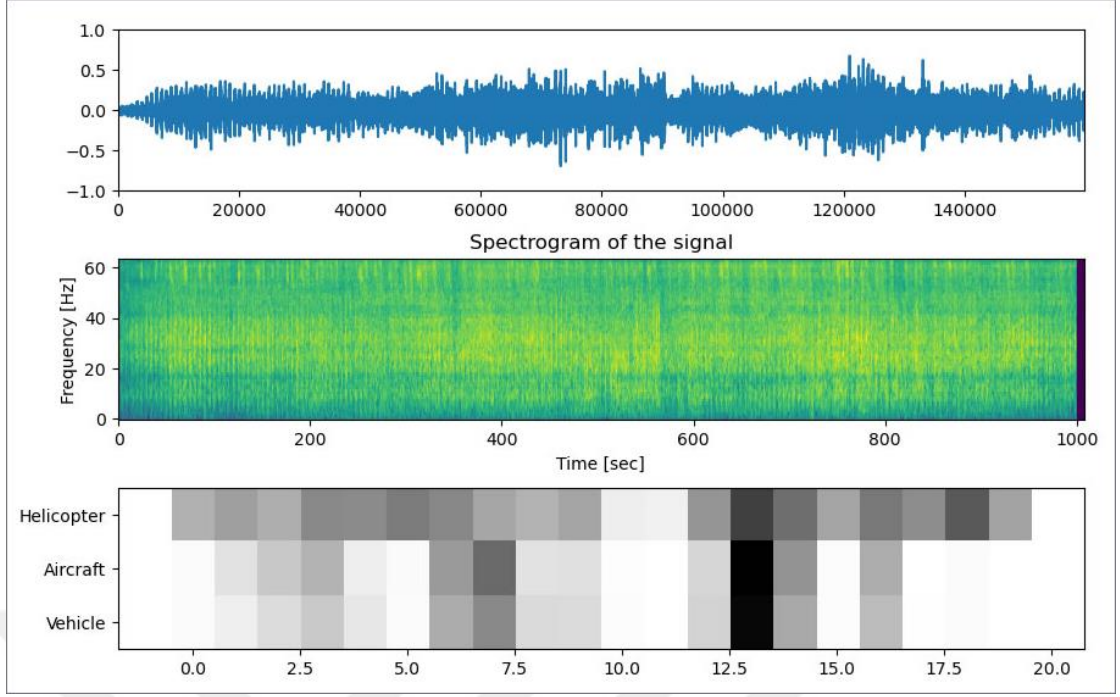 1.0
0.5
0.0
−0.5
−1.0
0 20000 40000 60000 80000 100000 120000 140000
Spectrogram of the signal
Frequency [Hz]
60
40
20
0
0 200 400 600 800 1000
Time [sec]
Helicopter
Aircraft
Vehicle
0.0 2.5 5.0 7.5 10.0 12.5 15.0 17.5 20.0